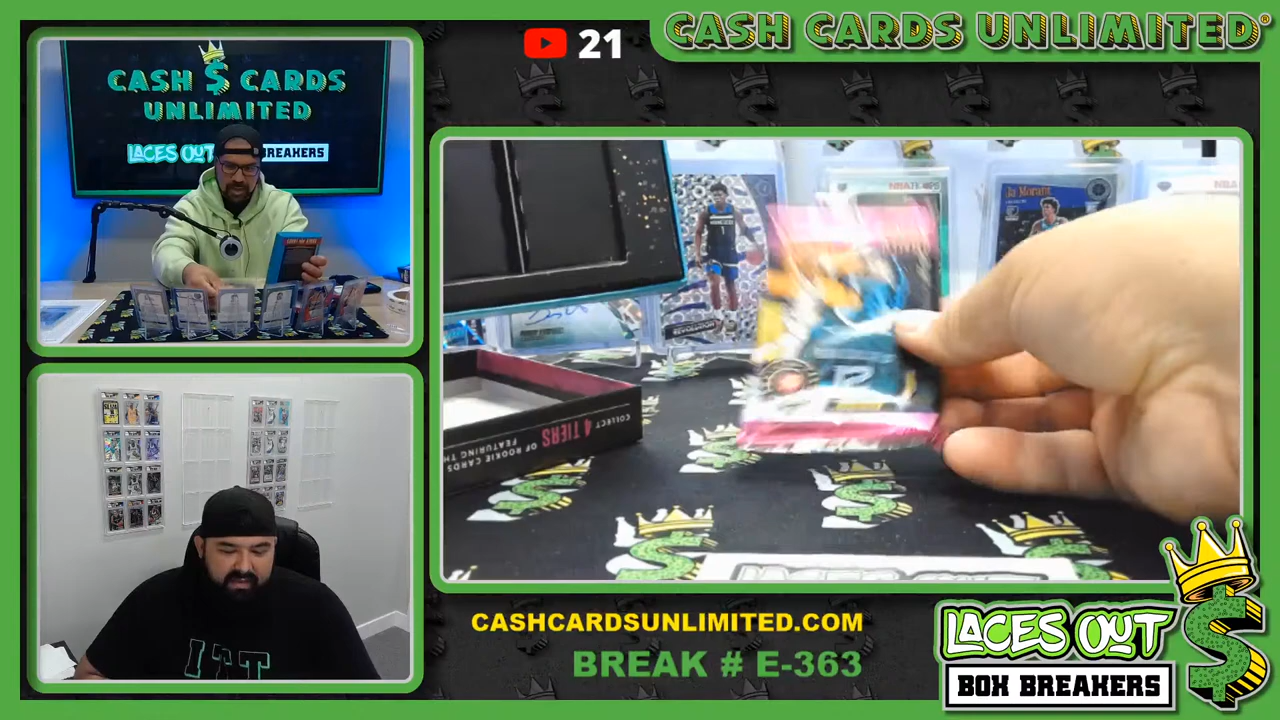 21
CASH CARDS UNLIMITED®
CASH $ CARDS
UNLIMITED
LACES OUT
BREAKERS
Ja Morant
COLLECT 4 TIERS
OF ROOKIE CARDS
FEATURING TH
CASHCARDSUNLIMITED.COM
BREAK # E-363
LACES OUT
BOX BREAKERS